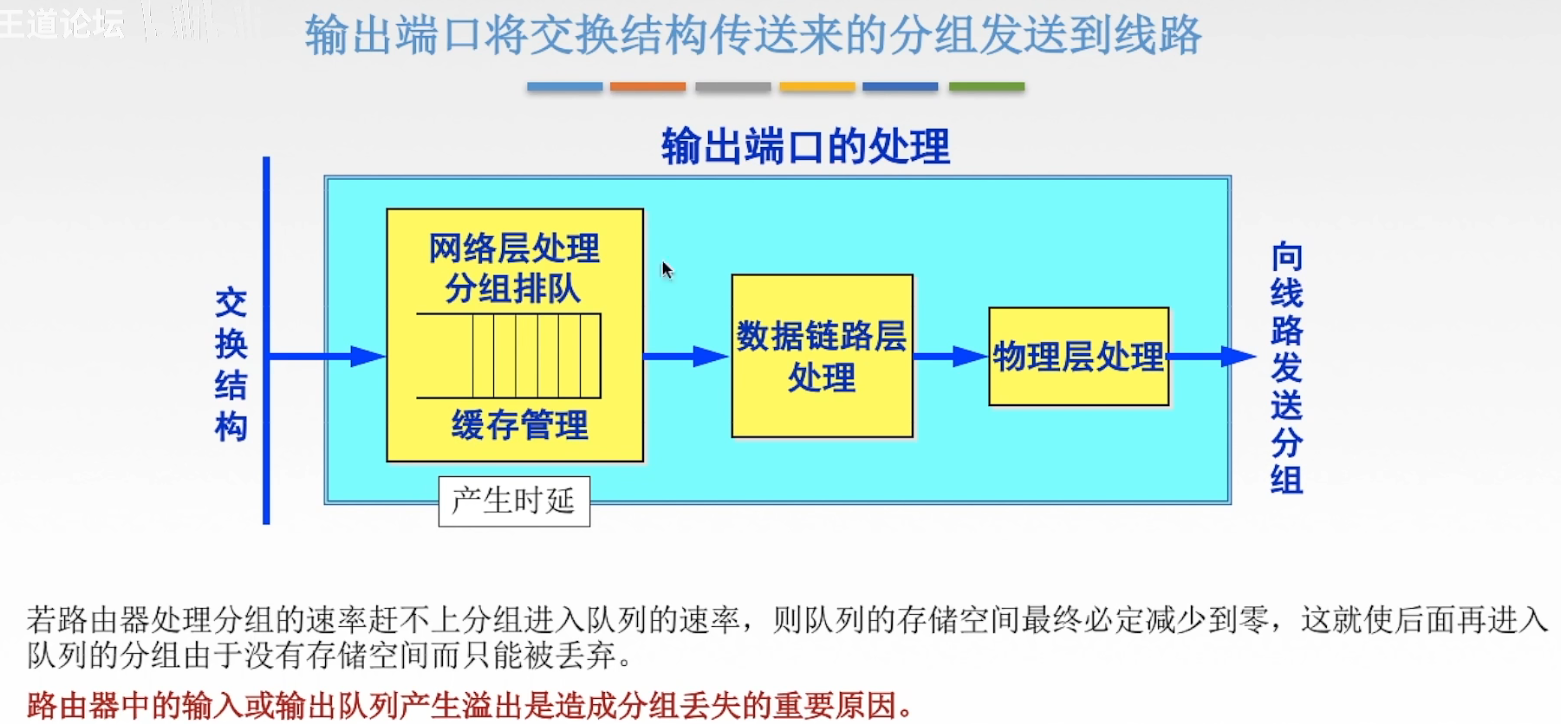 王道论坛
输出端口将交换结构传送来的分组发送到线路
输出端口的处理
交换结构
网络层处理
分组排队
缓存管理
产生时延
数据链路层
处理
物理层处理
向线路发送分组
若路由器处理分组的速率赶不上分组进入队列的速率，则队列的存储空间最终必定减少到零，这就使后面再进入
队列的分组由于没有存储空间而只能被丢弃。
路由器中的输入或输出队列产生溢出是造成分组丢失的重要原因。